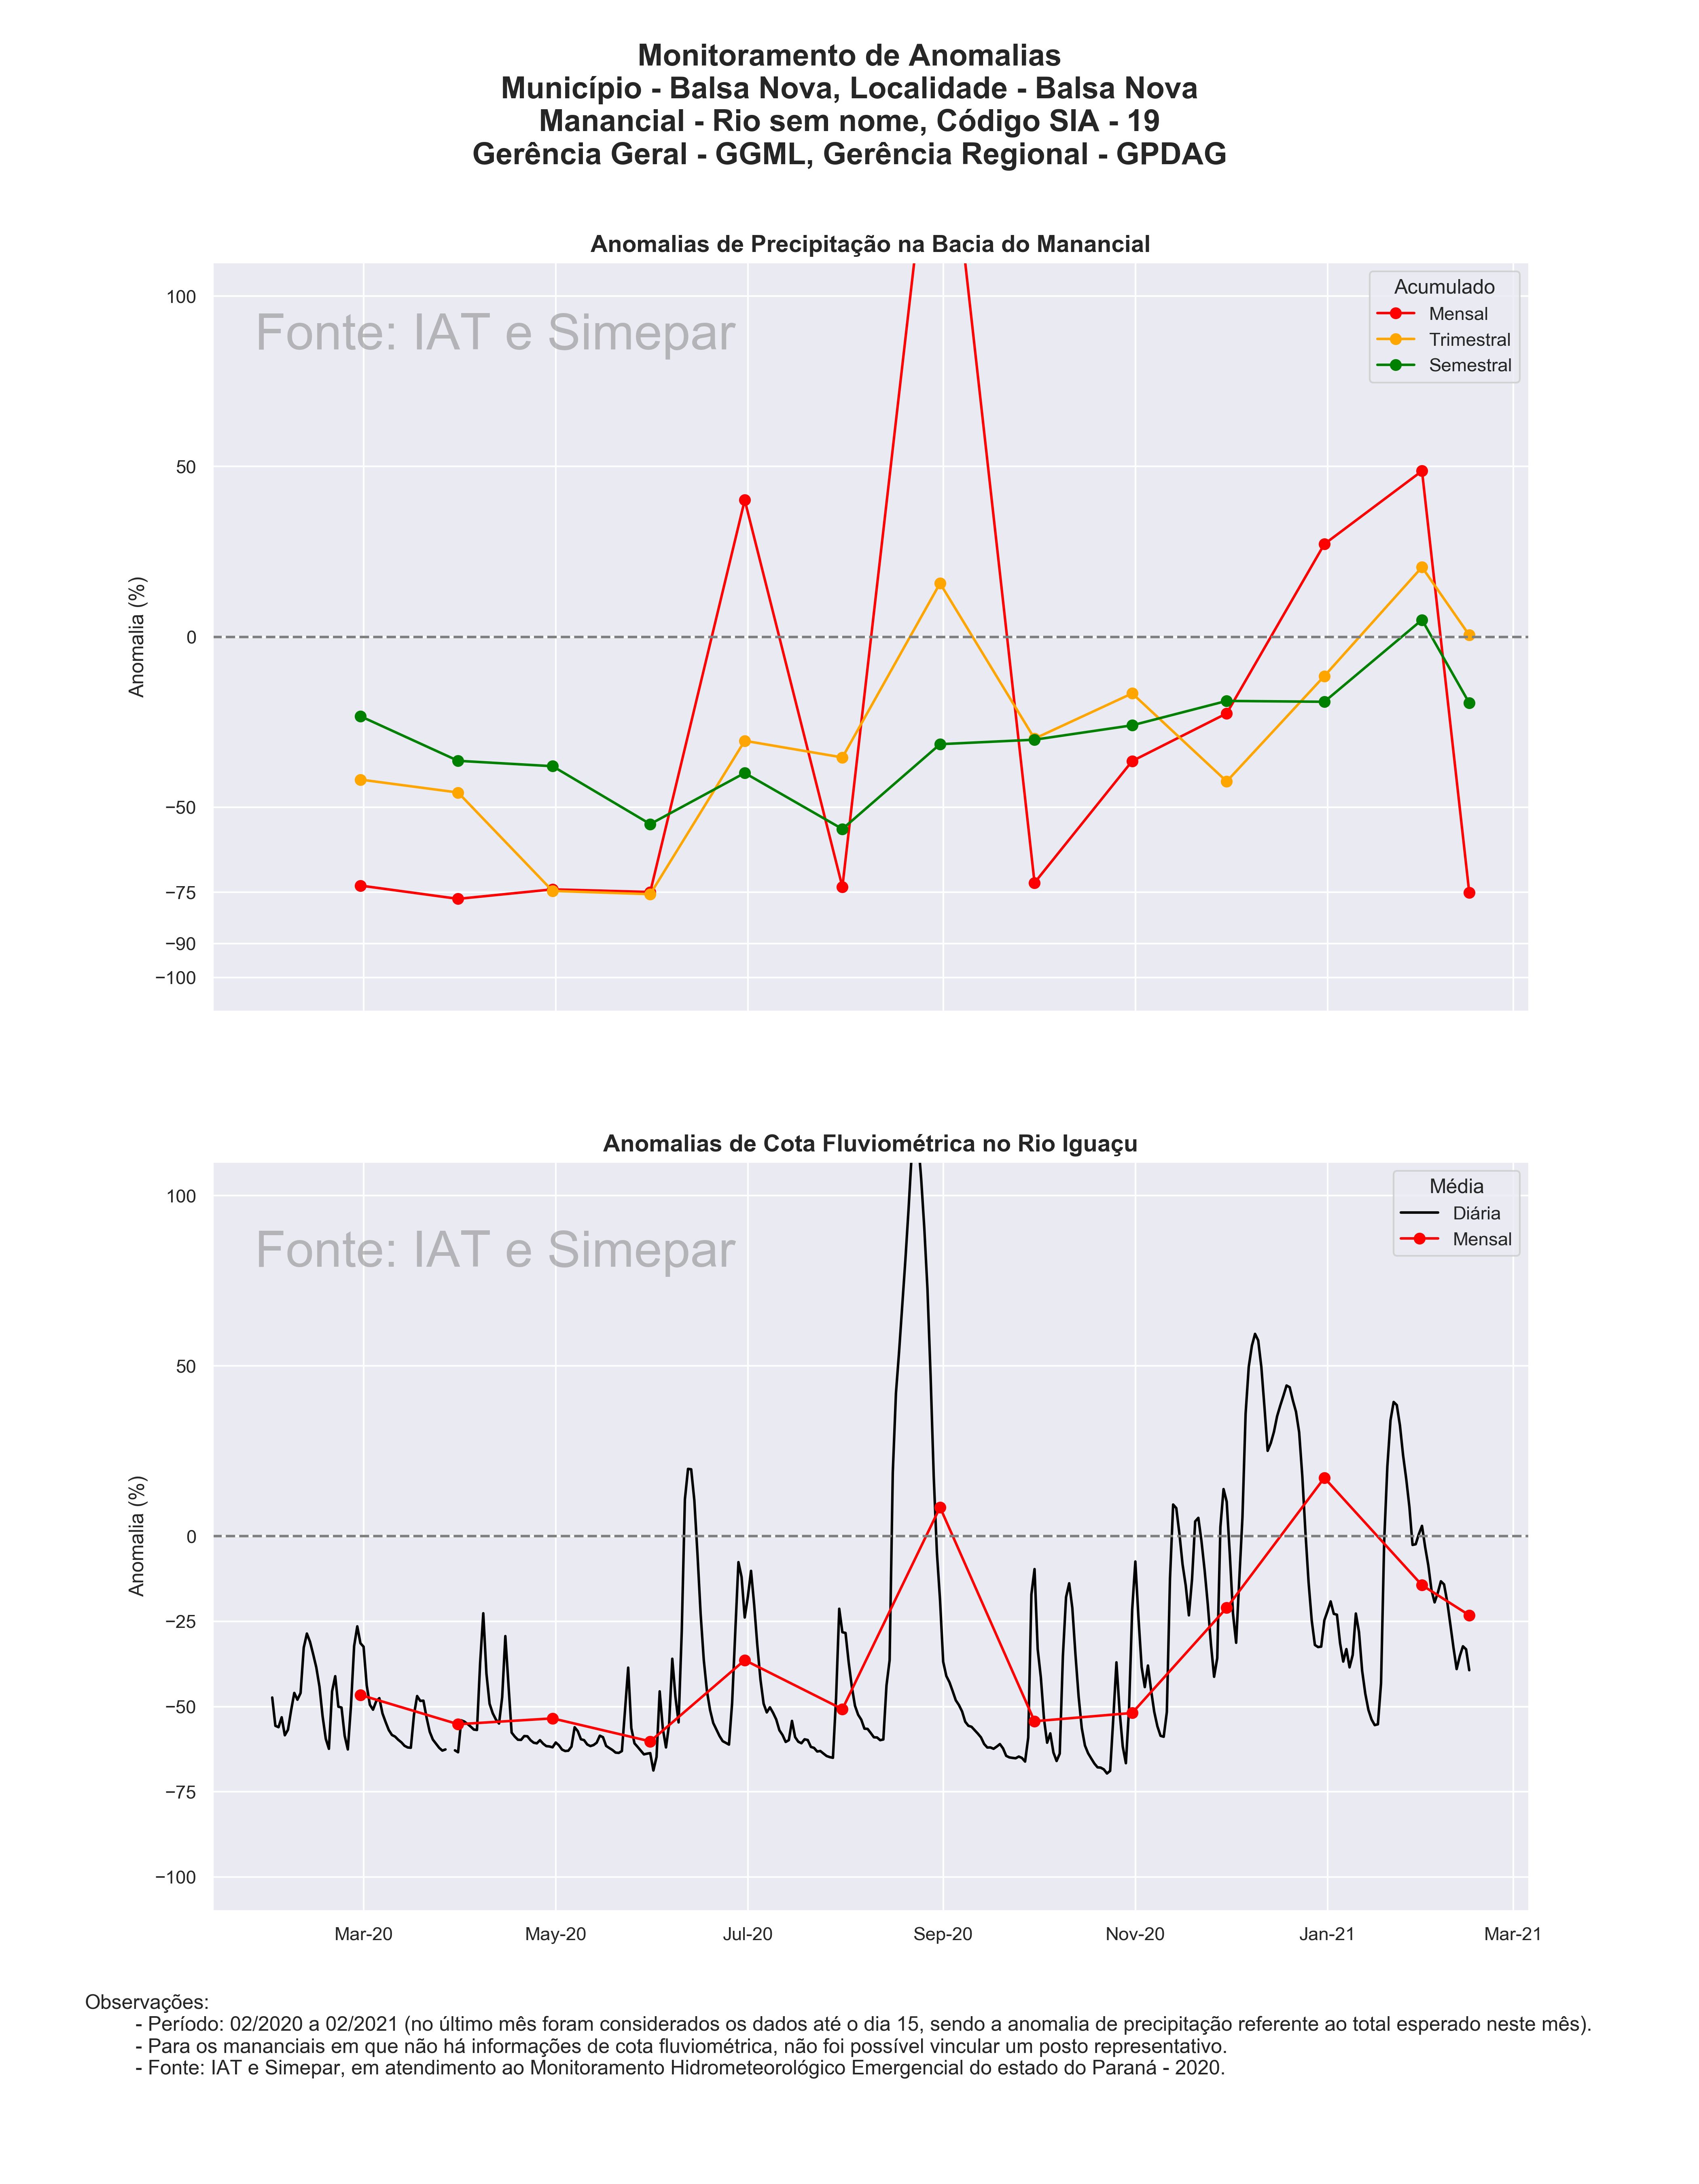 Monitoramento de Anomalias
Município - Balsa Nova, Localidade - Balsa Nova
Manancial - Rio sem nome, Código SIA - 19
Gerência Geral - GGML, Gerência Regional - GPDAG
Anomalias de Precipitação na Bacia do Manancial
Fonte: IAT e Simepar
Acumulado
Mensal
Trimestral
Semestral
Anomalia (%)
100
50
0
−50
−75
−90
−100
Anomalias de Cota Fluviométrica no Rio Iguaçu
Fonte: IAT e Simepar
Média
Diária
Mensal
Anomalia (%)
100
50
0
−25
−50
−75
−100
Mar-20 May-20 Jul-20 Sep-20 Nov-20 Jan-21 Mar-21
Observações:
- Período: 02/2020 a 02/2021 (no último mês foram considerados os dados até o dia 15, sendo a anomalia de precipitação referente ao total esperado neste mês).
- Para os mananciais em que não há informações de cota fluviométrica, não foi possível vincular um posto representativo.
- Fonte: IAT e Simepar, em atendimento ao Monitoramento Hidrometeorológico Emergencial do estado do Paraná - 2020.